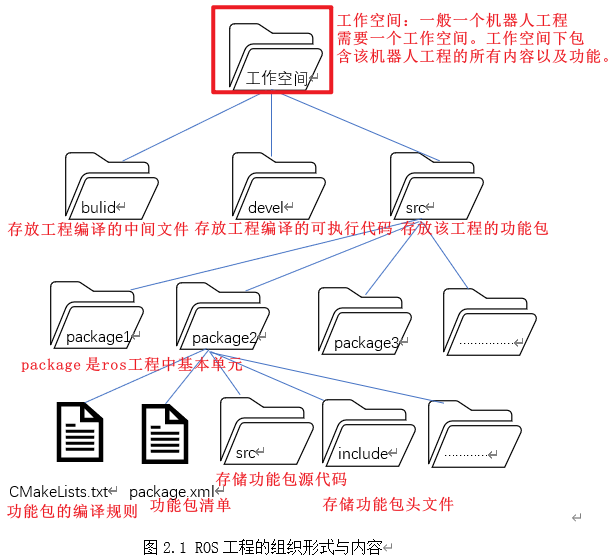 工作空间：一般一个机器人工程
需要一个工作空间。工作空间下包
含该机器人工程的所有内容以及功能。
工作空间
bulid
devel
src
存放工程编译的中间文件
存放工程编译的可执行代码
存放该工程的功能包
package1
package2
package3
………………
package 是ros工程中基本单元
src
include
…………
CMakeLists.txt
package.xml
存储功能包源代码
功能包的编译规则
功能包清单
存储功能包头文件
图 2.1 ROS 工程的组织形式与内容